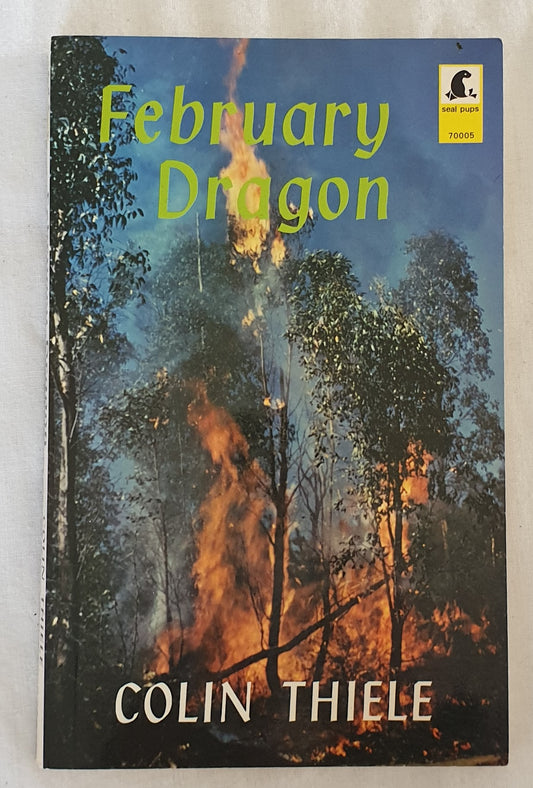 February
Dragon
seal pups
70005
COLIN THIELE